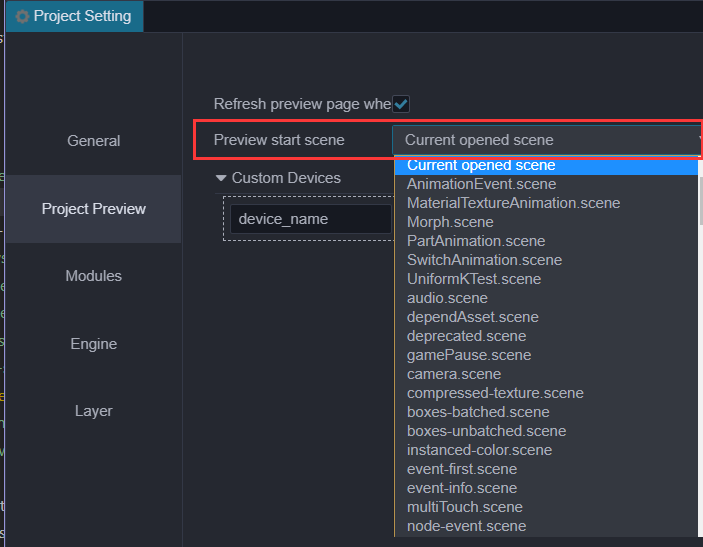 Project Setting
Refresh preview page whe
General
Preview start scene
Current opened scene
Current opened scene
Custom Devices
AnimationEvent.scene
MaterialTextureAnimation.scene
Project Preview
device_name
Morph.scene
PartAnimation.scene
SwitchAnimation.scene
Modules
UniformKTest.scene
audio.scene
dependAsset.scene
deprecated.scene
Engine
gamePause.scene
camera.scene
compressed-texture.scene
Layer
boxes-batched.scene
boxes-unbatched.scene
instanced-color.scene
event-first.scene
event-info.scene
multiTouch.scene
node-event.scene